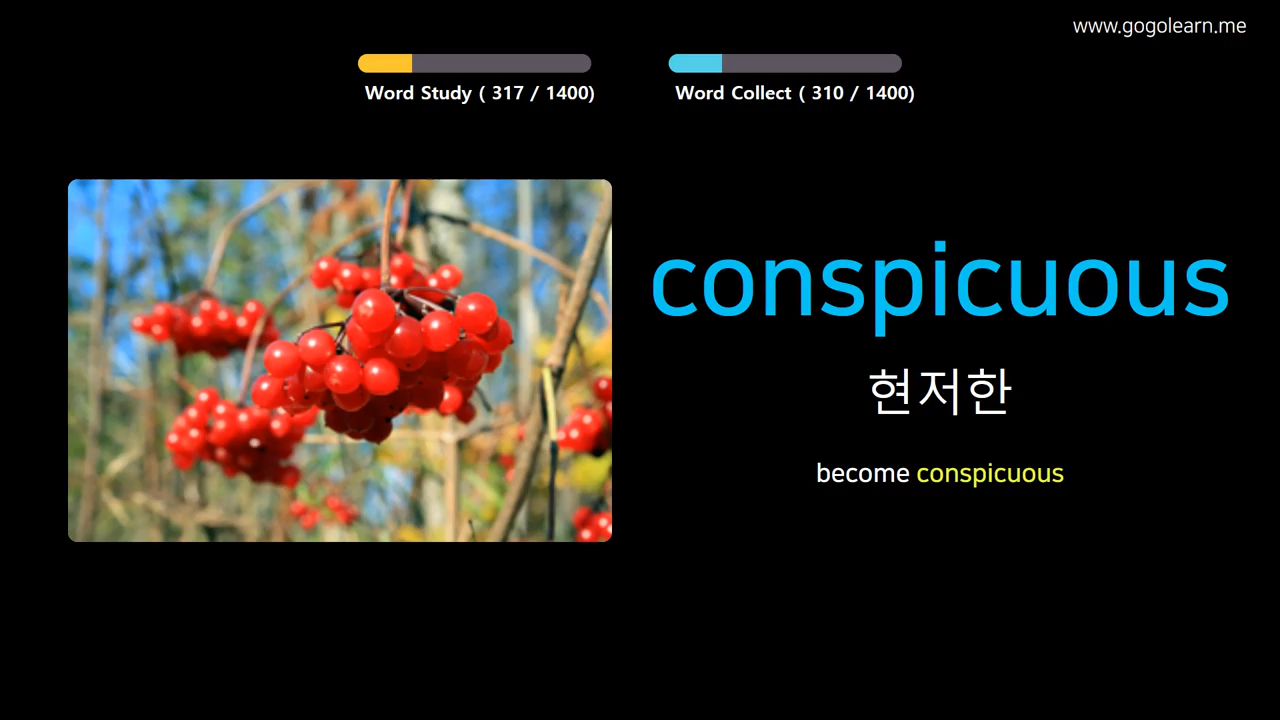 www.gogolearn.me
Word Study ( 317 / 1400)
Word Collect ( 310 / 1400)
conspicuous
현저한
become conspicuous